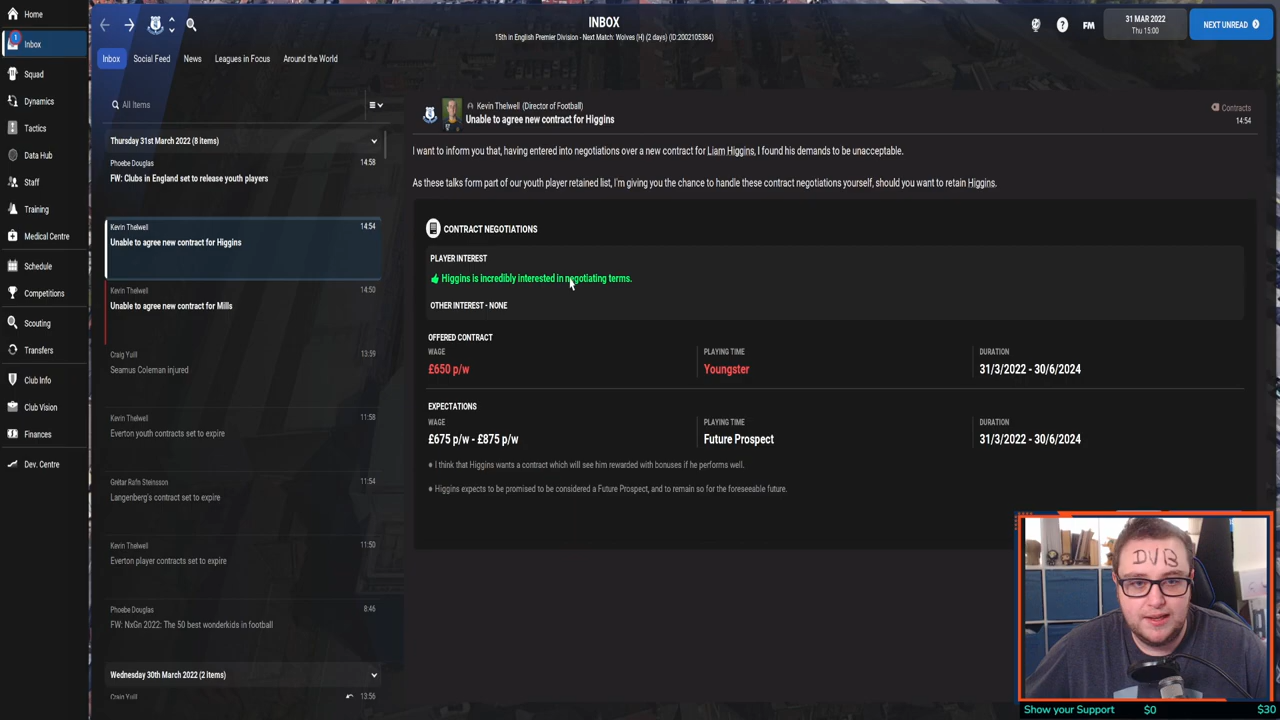 Home
Inbox
1
Squad
Dynamics
Tactics
Data Hub
Staff
Training
Medical Centre
Schedule
Competitions
Scouting
Transfers
Club Info
Club Vision
Finances
Dev. Centre
INBOX
15th in English Premier Division - Next Match: Wolves (H) (2 days) (ID:2002105384)
FM
31 MAR 2022
Thu 15:00
NEXT UNREAD
Inbox
Social Feed
News
Leagues in Focus
Around the World
All Items
Thursday 31st March 2022 (8 items)
Phoebe Douglas
14:58
FW: Clubs in England set to release youth players
Kevin Thelwell
14:54
Unable to agree new contract for Higgins
Kevin Thelwell
14:50
Unable to agree new contract for Mills
Craig Yuill
13:39
Seamus Coleman injured
Kevin Thelwell
11:58
Everton youth contracts set to expire
Grétar Rafn Steinsson
11:54
Langenberg's contract set to expire
Kevin Thelwell
11:50
Everton player contracts set to expire
Phoebe Douglas
8:46
FW: NxGn 2022: The 50 best wonderkids in football
Wednesday 30th March 2022 (2 items)
Craig Yuill
13:56
Kevin Thelwell (Director of Football)
Unable to agree new contract for Higgins
Contracts
14:54
I want to inform you that, having entered into negotiations over a new contract for Liam Higgins, I found his demands to be unacceptable.
As these talks form part of our youth player retained list, I'm giving you the chance to handle these contract negotiations yourself, should you want to retain Higgins.
CONTRACT NEGOTIATIONS
PLAYER INTEREST
Higgins is incredibly interested in negotiating terms.
OTHER INTEREST - NONE
OFFERED CONTRACT
WAGE
PLAYING TIME
DURATION
£650 p/w
Youngster
31/3/2022 - 30/6/2024
EXPECTATIONS
WAGE
PLAYING TIME
DURATION
£675 p/w - £875 p/w
Future Prospect
31/3/2022 - 30/6/2024
I think that Higgins wants a contract which will see him rewarded with bonuses if he performs well.
Higgins expects to be promised to be considered a Future Prospect, and to remain so for the foreseeable future.
DVB
Show your Support
$0
$30